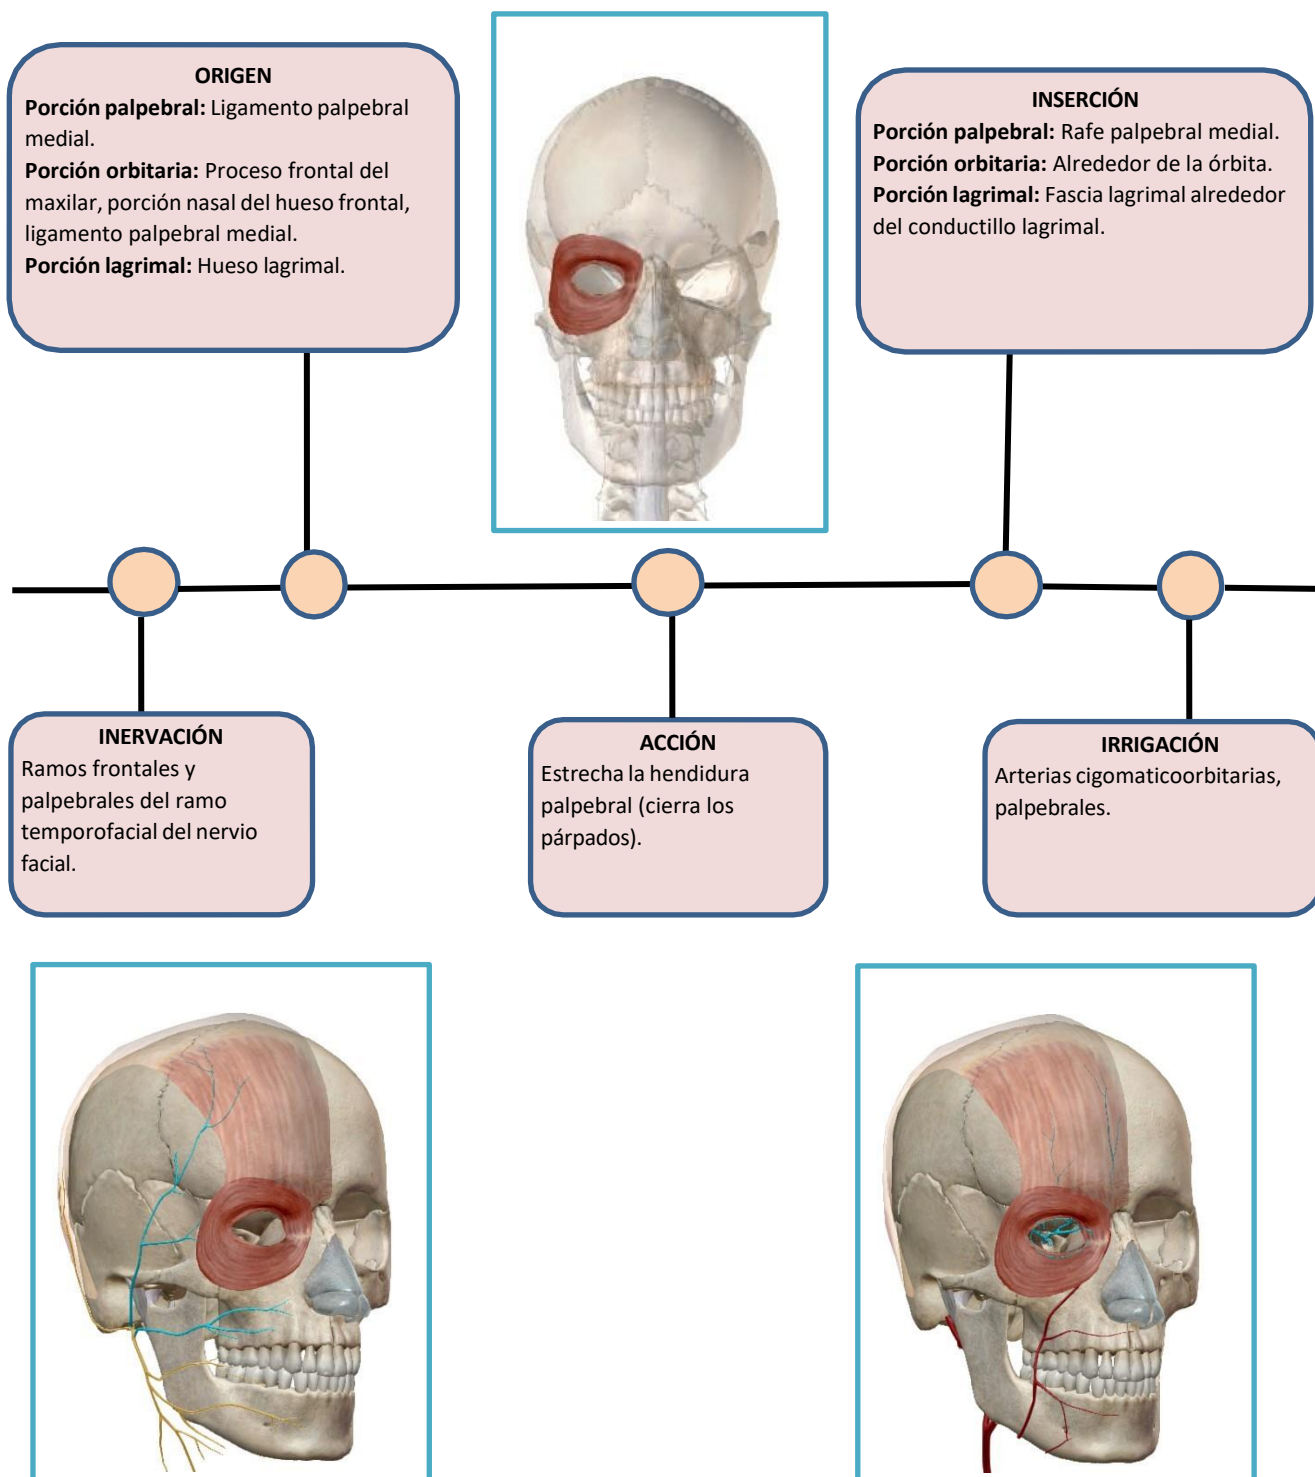 ORIGEN
Porción palpebral: Ligamento palpebral
medial.
Porción orbitaria: Proceso frontal del
maxilar, porción nasal del hueso frontal,
ligamento palpebral medial.
Porción lagrimal: Hueso lagrimal.
INSERCIÓN
Porción palpebral: Rafe palpebral medial.
Porción orbitaria: Alrededor de la órbita.
Porción lagrimal: Fascia lagrimal alrededor
del conductillo lagrimal.
INERVACIÓN
Ramos frontales y
palpebrales del ramo
temporofacial del nervio
facial.
ACCIÓN
Estrecha la hendidura
palpebral (cierra los
párpados).
IRRIGACIÓN
Arterias cigomaticoorbitarias,
palpebrales.